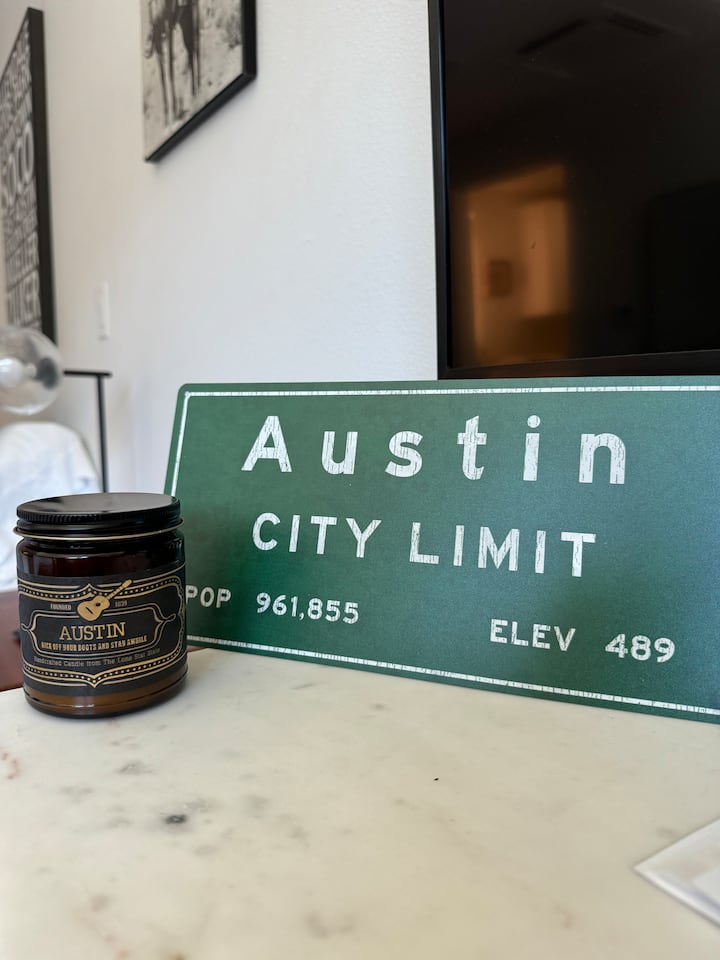 Austin
CITY LIMIT
POP 961,855
ELEV 489
FOUNDED 1839
AUSTIN
KICK OFF YOUR BOOTS AND STAY AWHILE
Handcrafted Candle from The Lone Star State